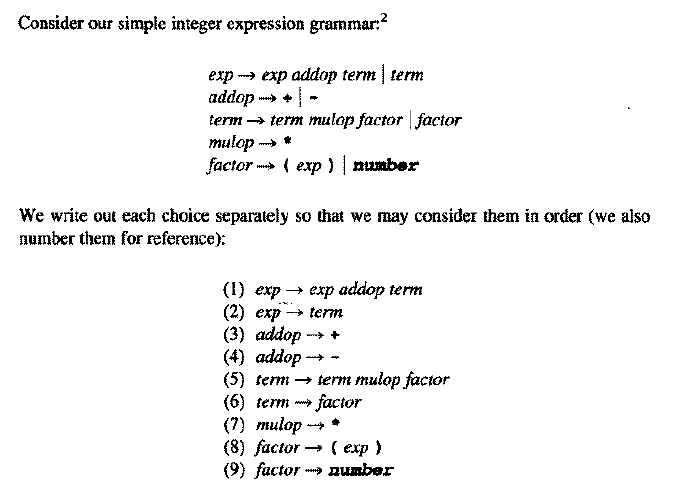 Consider our simple integer expression grammar:²
exp → exp addop term | term
addop → + | -
term → term mulop factor | factor
mulop → *
factor → ( exp ) | number
We write out each choice separately so that we may consider them in order (we also
number them for reference):
(1) exp → exp addop term
(2) exp → term
(3) addop → +
(4) addop → -
(5) term → term mulop factor
(6) term → factor
(7) mulop → *
(8) factor → ( exp )
(9) factor → number